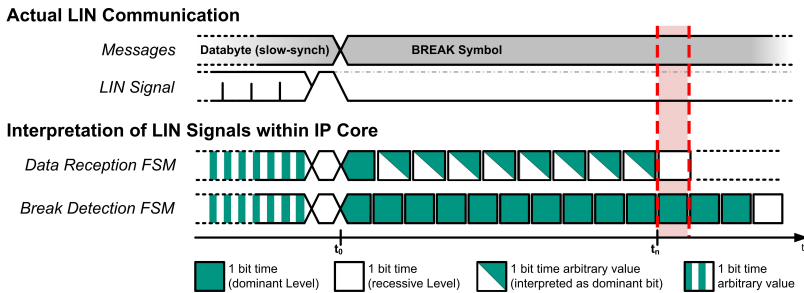 Actual LIN Communication
Messages
Databyte (slow-synch)
BREAK Symbol
LIN Signal
Interpretation of LIN Signals within IP Core
Data Reception FSM
Break Detection FSM
t0
tn
t
1 bit time
(dominant Level)
1 bit time
(recessive Level)
1 bit time arbitrary value
(interpreted as dominant bit)
1 bit time
arbitrary value